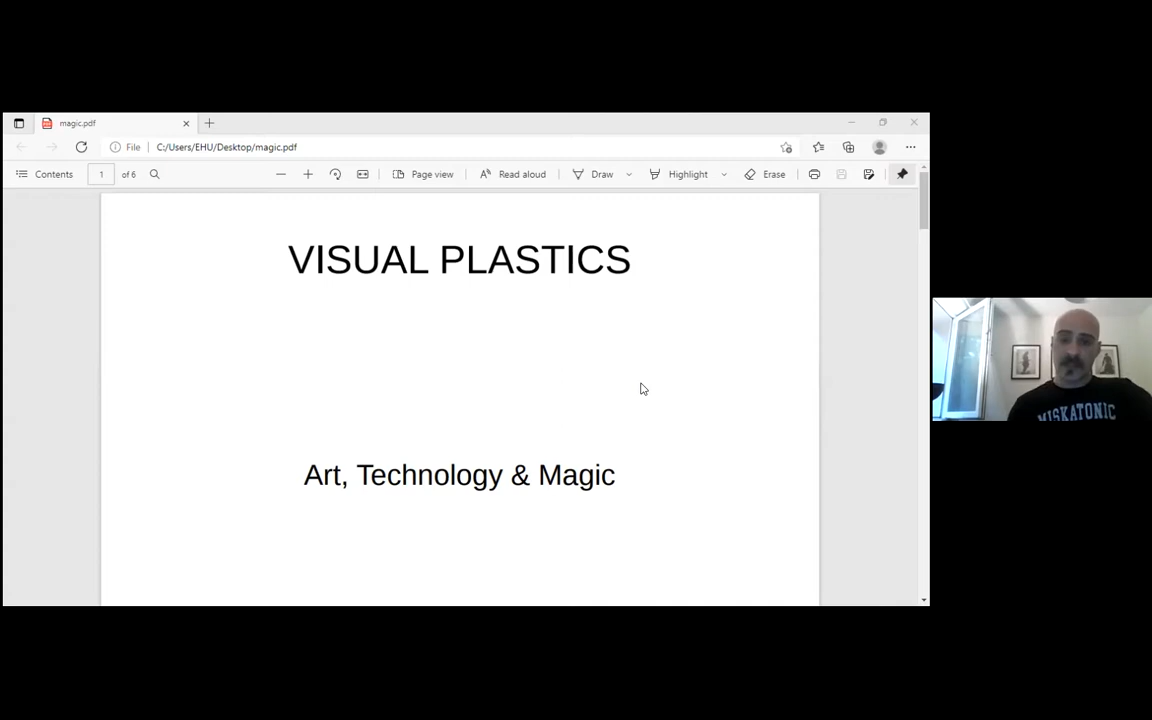 magic.pdf
File C:/Users/EHU/Desktop/magic.pdf
Contents 1 of 6 Page view Read aloud Draw Highlight Erase
VISUAL PLASTICS
Art, Technology & Magic
MISKATONIC